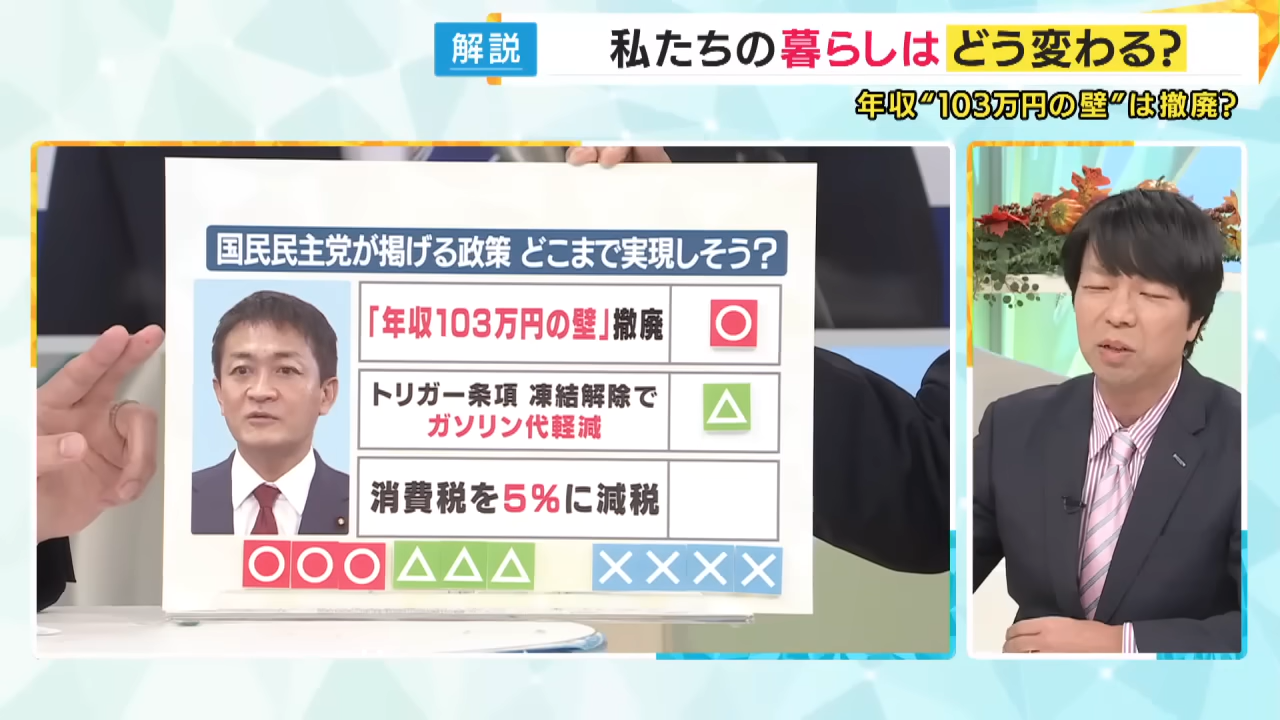 解説
私たちの暮らしは どう変わる?
年収“103万円の壁”は撤廃?
国民民主党が掲げる政策 どこまで実現しそう?
「年収103万円の壁」撤廃
○
トリガー条項 凍結解除で
ガソリン代軽減
△
消費税を5%に減税
○○○ △△△ ××××